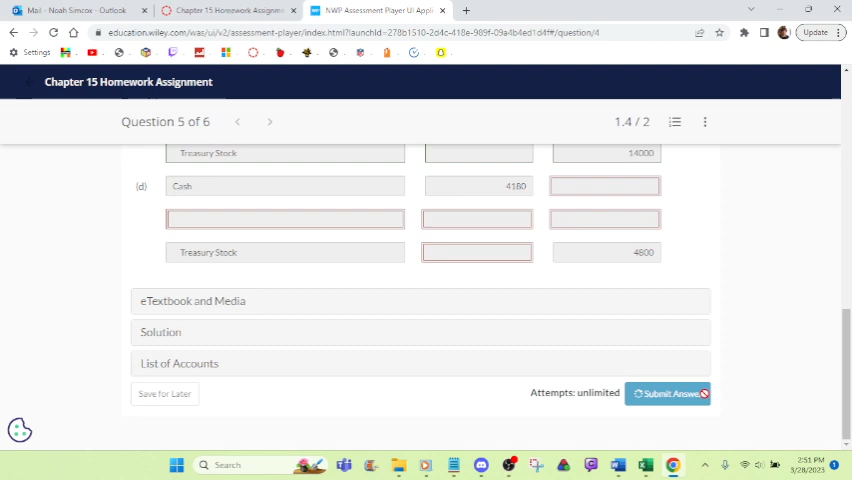 Mail - Noah Simcox - Outlook
Chapter 15 Homework Assignm
NWP Assessment Player UI Applic
education.wiley.com/was/ui/v2/assessment-player/index.html?launchId=278b1510-2d4c-418e-989f-09a4b4ed1d4f#/question/4
Update
Settings
Chapter 15 Homework Assignment
Question 5 of 6
1.4 / 2
Treasury Stock
14000
(d)
Cash
4180
Treasury Stock
4800
eTextbook and Media
Solution
List of Accounts
Save for Later
Attempts: unlimited
Submit Answe
Search
2:51 PM
3/28/2023